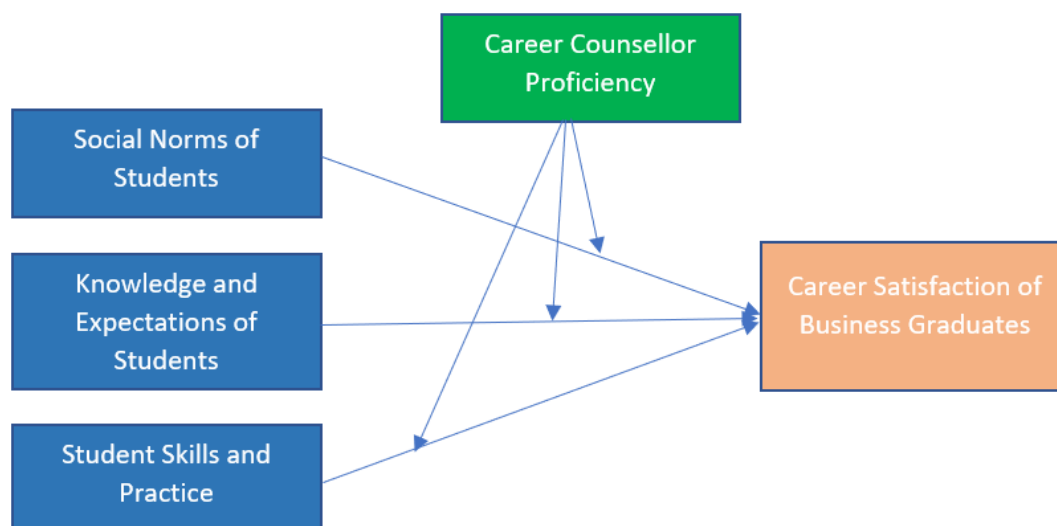 Career Counsellor
Proficiency
Social Norms of
Students
Knowledge and
Expectations of
Students
Career Satisfaction of
Business Graduates
Student Skills and
Practice